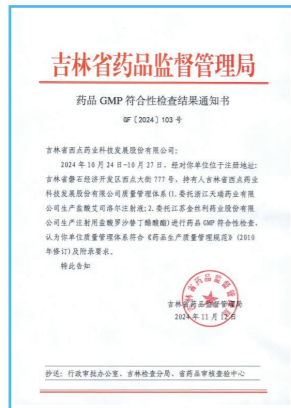 吉林省药品监督管理局
药品 GMP 符合性检查结果通知书
GF〔2024〕103 号
吉林省西点药业科技发展股份有限公司:
2024 年 10 月 24 日-10 月 27 日, 经对你单位位于注册地址:
吉林省磐石经济开发区西点大街 777 号, 持有人吉林省西点药业
科技发展股份有限公司质量管理体系(1.委托浙江天瑞药业有限
公司生产盐酸艾司洛尔注射液;2.委托江苏金丝利药业股份有限
公司生产注射用盐酸罗沙替丁醋酸酯)进行药品 GMP 符合性检查,
认为你单位质量管理体系符合《药品生产质量管理规范》(2010
年修订)及附录要求。
特此告知
吉林省药品监督管理局
2024 年 11 月 12 日
抄送: 行政审批办公室、吉林检查分局、省药品审核查验中心